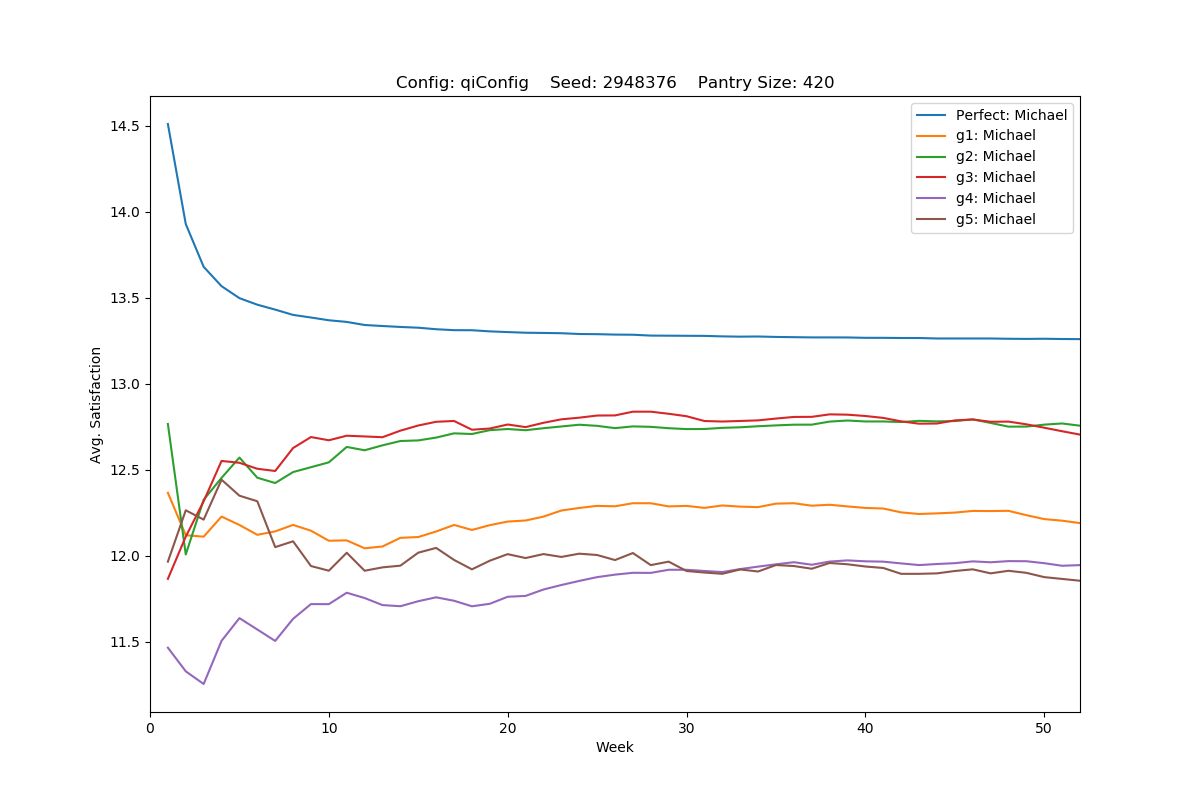 Config: qiConfig    Seed: 2948376    Pantry Size: 420
Perfect: Michael
g1: Michael
g2: Michael
g3: Michael
g4: Michael
g5: Michael
14.5
14.0
13.5
13.0
12.5
12.0
11.5
Avg. Satisfaction
0 10 20 30 40 50
Week